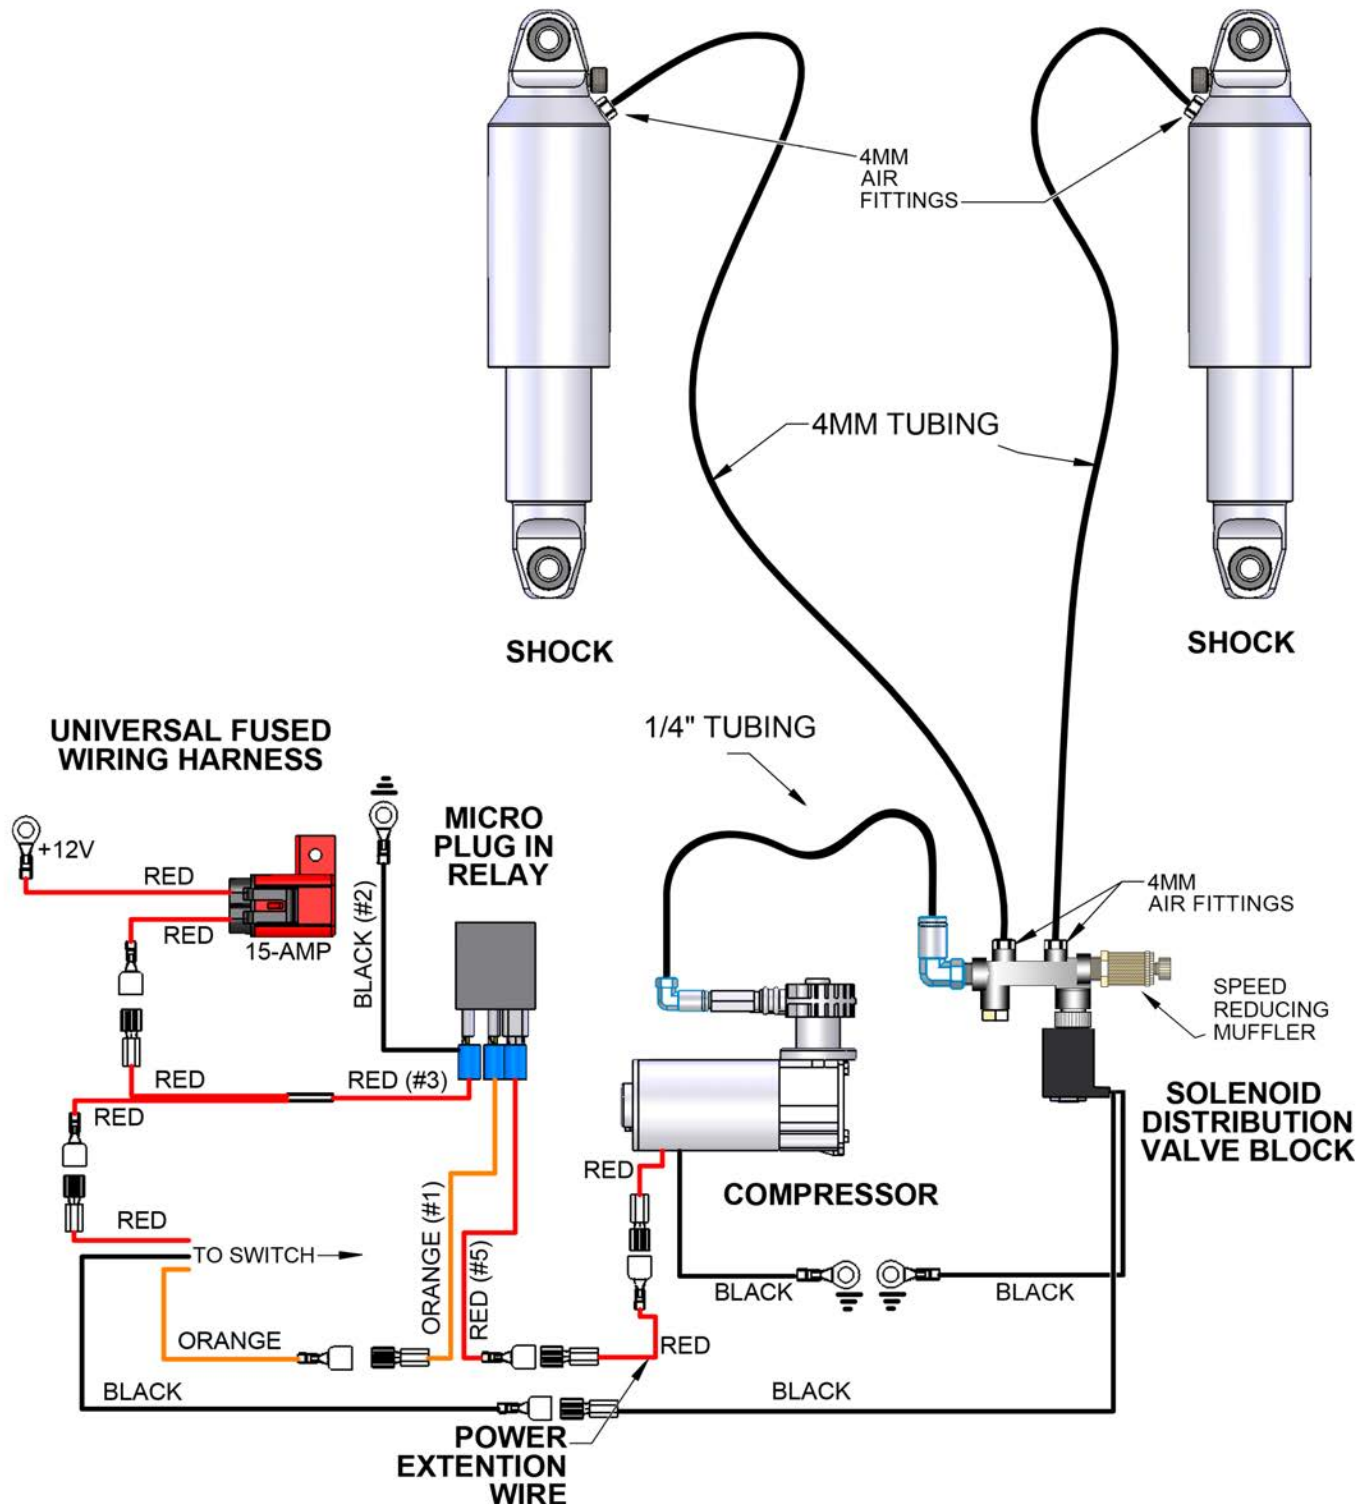 4MM
AIR
FITTINGS
4MM TUBING
SHOCK
SHOCK
UNIVERSAL FUSED
WIRING HARNESS
1/4" TUBING
+12V
RED
RED
15-AMP
BLACK (#2)
MICRO
PLUG IN
RELAY
4MM
AIR FITTINGS
SPEED
REDUCING
MUFFLER
RED
RED (#3)
RED
SOLENOID
DISTRIBUTION
VALVE BLOCK
COMPRESSOR
RED
RED
TO SWITCH
ORANGE (#1)
RED (#5)
BLACK
BLACK
ORANGE
RED
BLACK
BLACK
POWER
EXTENTION
WIRE